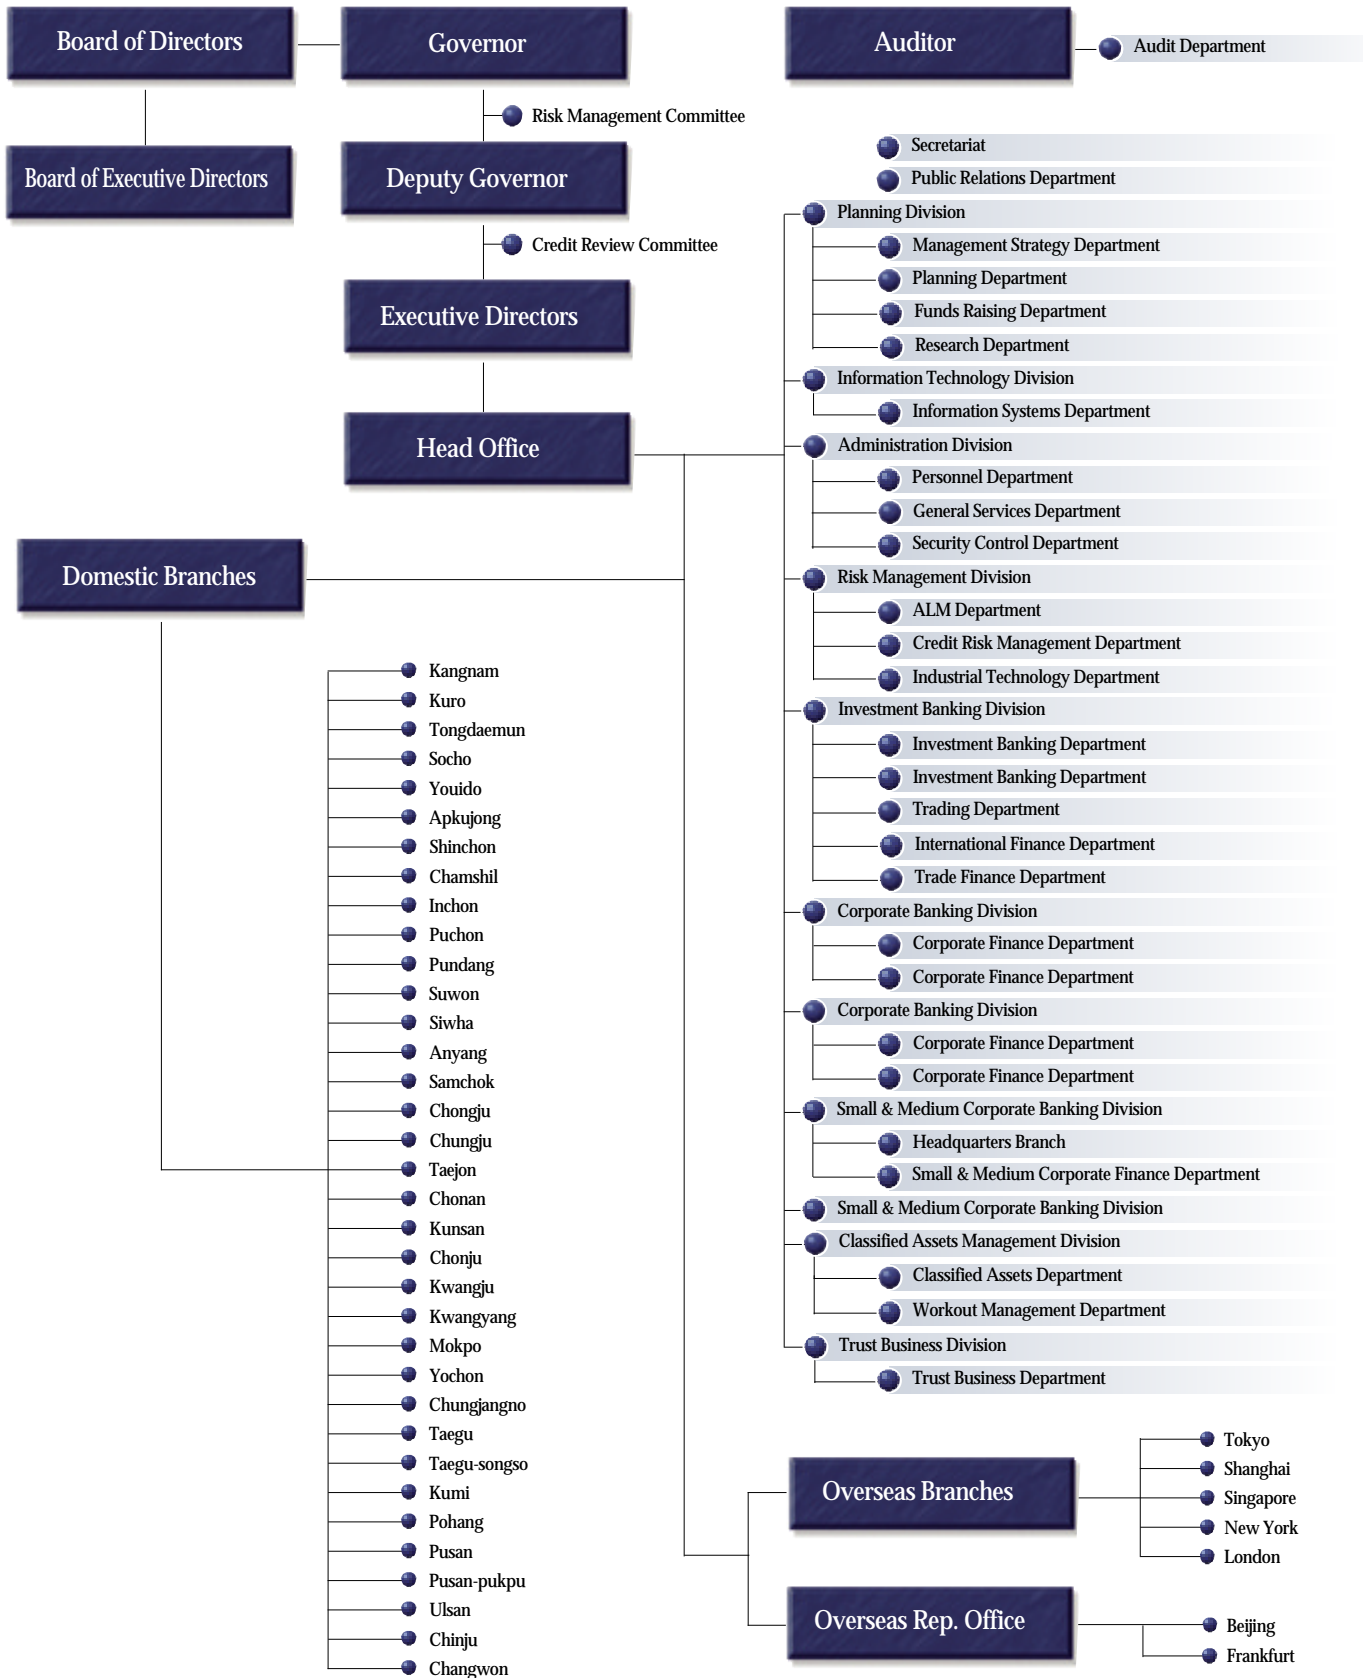 Board of Directors
Governor
Auditor
Audit Department
Risk Management Committee
Board of Executive Directors
Deputy Governor
Credit Review Committee
Executive Directors
Head Office
Secretariat
Public Relations Department
Planning Division
Management Strategy Department
Planning Department
Funds Raising Department
Research Department
Information Technology Division
Information Systems Department
Administration Division
Personnel Department
General Services Department
Security Control Department
Risk Management Division
ALM Department
Credit Risk Management Department
Industrial Technology Department
Investment Banking Division
Investment Banking Department
Investment Banking Department
Trading Department
International Finance Department
Trade Finance Department
Corporate Banking Division
Corporate Finance Department
Corporate Finance Department
Corporate Banking Division
Corporate Finance Department
Corporate Finance Department
Small & Medium Corporate Banking Division
Headquarters Branch
Small & Medium Corporate Finance Department
Small & Medium Corporate Banking Division
Classified Assets Management Division
Classified Assets Department
Workout Management Department
Trust Business Division
Trust Business Department
Domestic Branches
Kangnam
Kuro
Tongdaemun
Socho
Youido
Apkujong
Shinchon
Chamshil
Inchon
Puchon
Pundang
Suwon
Siwha
Anyang
Samchok
Chongju
Chungju
Taejon
Chonan
Kunsan
Chonju
Kwangju
Kwangyang
Mokpo
Yochon
Chungjangno
Taegu
Taegu-songso
Kumi
Pohang
Pusan
Pusan-pukpu
Ulsan
Chinju
Changwon
Overseas Branches
Tokyo
Shanghai
Singapore
New York
London
Overseas Rep. Office
Beijing
Frankfurt